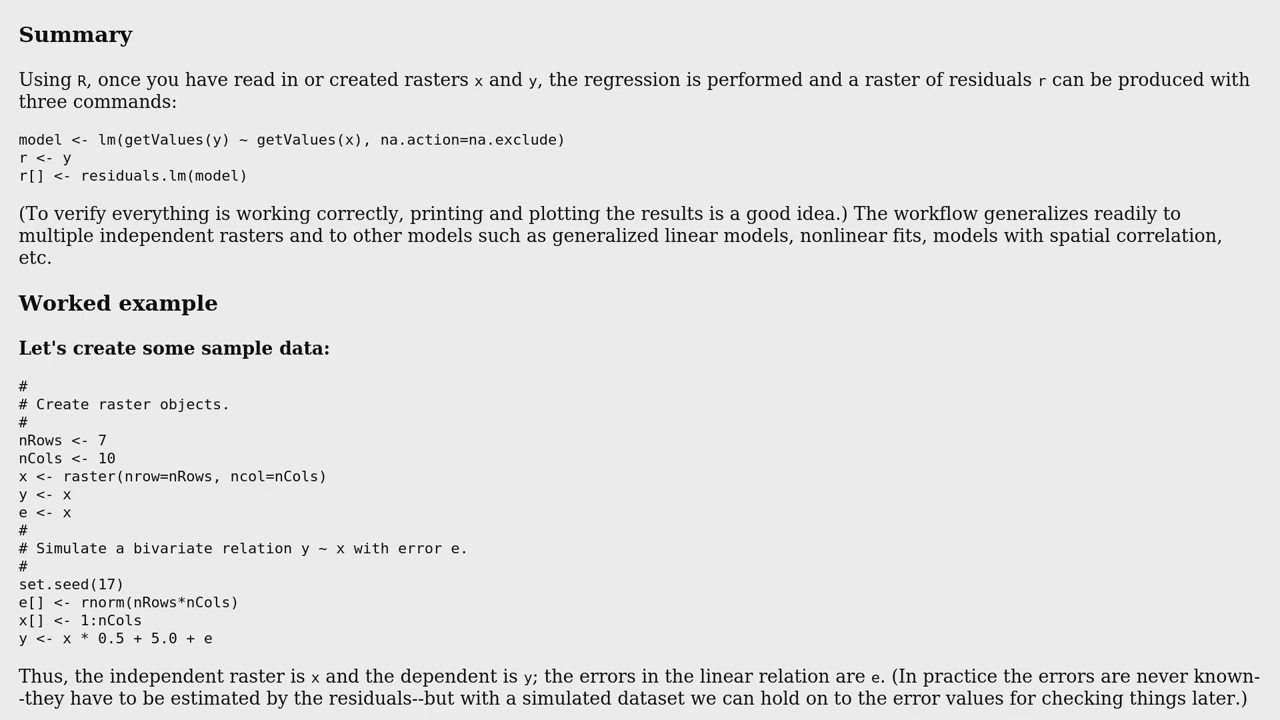 Summary
Using R, once you have read in or created rasters x and y, the regression is performed and a raster of residuals r can be produced with
three commands:
model <- lm(getValues(y) ~ getValues(x), na.action=na.exclude)
r <- y
r[] <- residuals.lm(model)
(To verify everything is working correctly, printing and plotting the results is a good idea.) The workflow generalizes readily to
multiple independent rasters and to other models such as generalized linear models, nonlinear fits, models with spatial correlation,
etc.
Worked example
Let's create some sample data:
#
# Create raster objects.
#
nRows <- 7
nCols <- 10
x <- raster(nrow=nRows, ncol=nCols)
y <- x
e <- x
#
# Simulate a bivariate relation y ~ x with error e.
#
set.seed(17)
e[] <- rnorm(nRows*nCols)
x[] <- 1:nCols
y <- x * 0.5 + 5.0 + e
Thus, the independent raster is x and the dependent is y; the errors in the linear relation are e. (In practice the errors are never known-
-they have to be estimated by the residuals--but with a simulated dataset we can hold on to the error values for checking things later.)